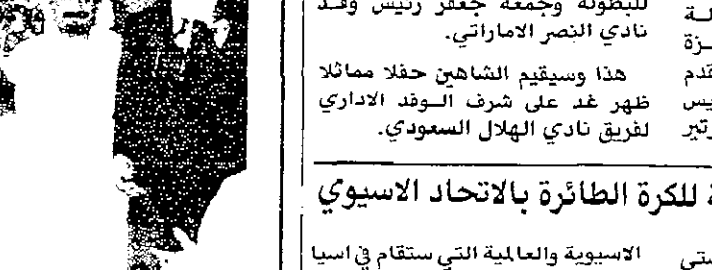 للبطولة وجمعة جعفر رئيس وفد
نادي النصر الاماراتي.
هذا وسيقيم الشاهين حفلا مماثلا
ظهر غد على شرف الـوفد الاداري
لفريق نادي الهلال السعودي.
للكرة الطائرة بالاتحاد الاسيوي
الاسيوية والعالمية التي ستقام في اسيا